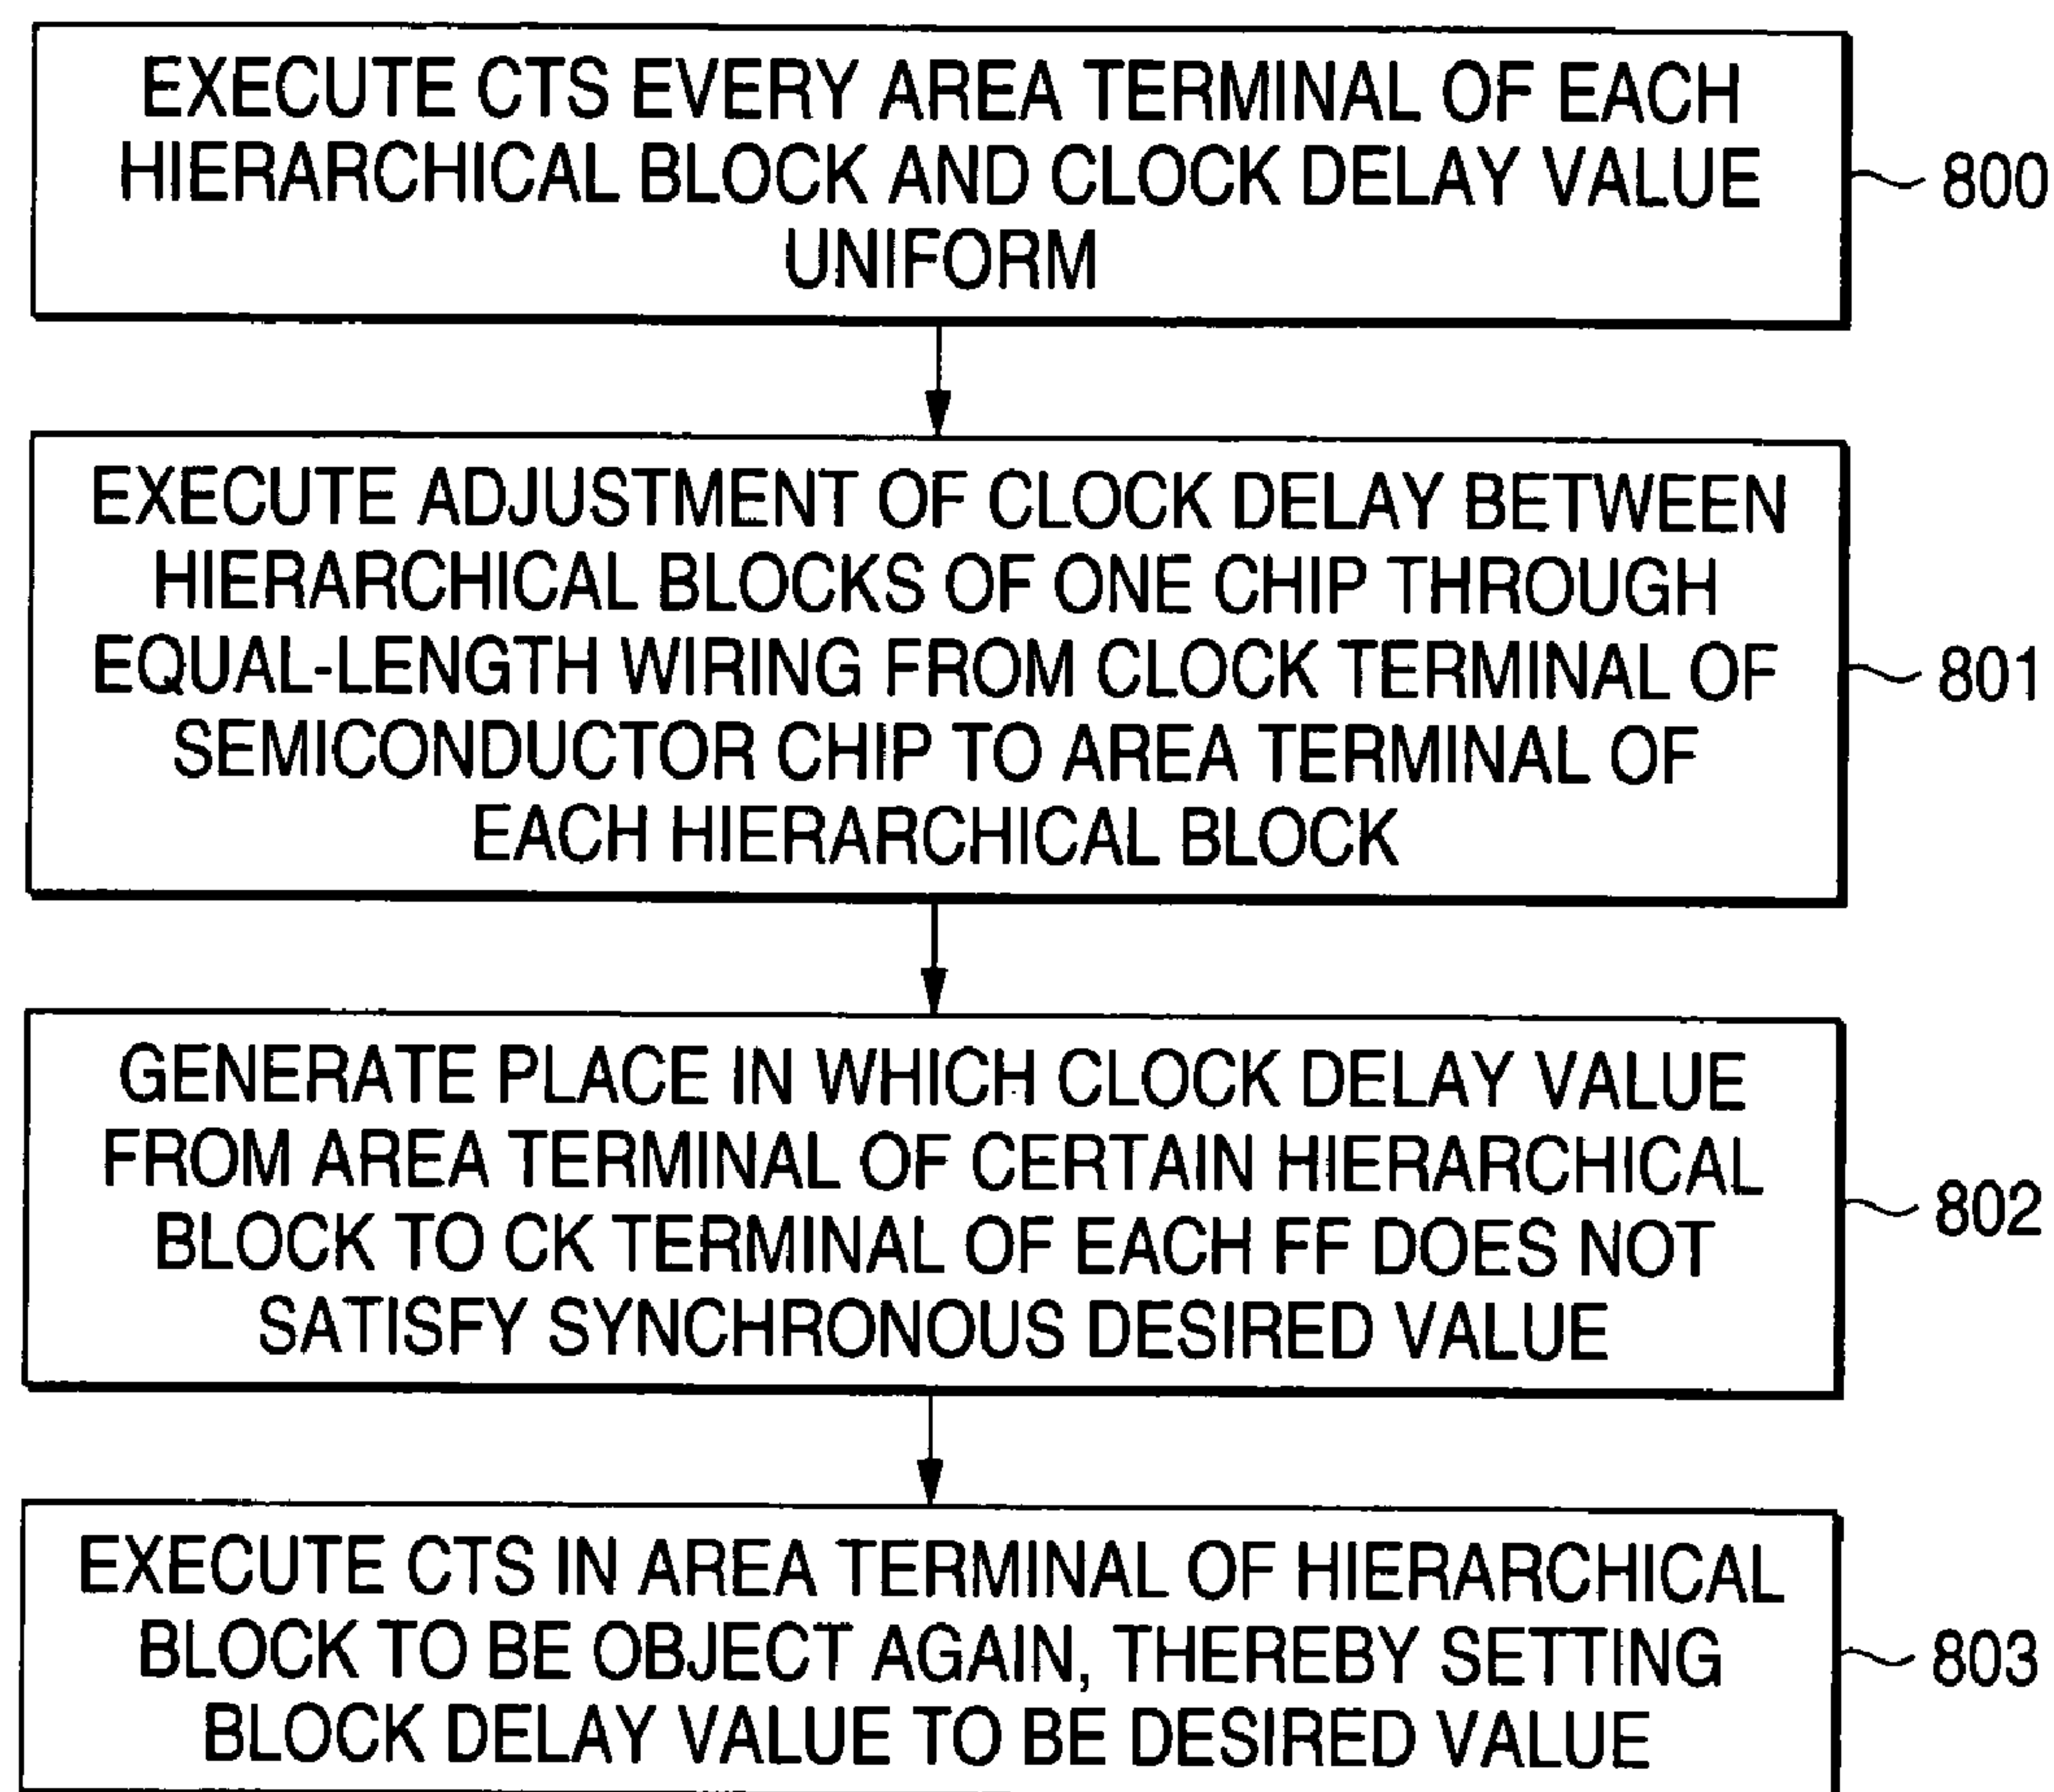 EXECUTE CTS EVERY AREA TERMINAL OF EACH
HIERARCHICAL BLOCK AND CLOCK DELAY VALUE
UNIFORM
800
EXECUTE ADJUSTMENT OF CLOCK DELAY BETWEEN
HIERARCHICAL BLOCKS OF ONE CHIP THROUGH
EQUAL-LENGTH WIRING FROM CLOCK TERMINAL OF
SEMICONDUCTOR CHIP TO AREA TERMINAL OF
EACH HIERARCHICAL BLOCK
801
GENERATE PLACE IN WHICH CLOCK DELAY VALUE
FROM AREA TERMINAL OF CERTAIN HIERARCHICAL
BLOCK TO CK TERMINAL OF EACH FF DOES NOT
SATISFY SYNCHRONOUS DESIRED VALUE
802
EXECUTE CTS IN AREA TERMINAL OF HIERARCHICAL
BLOCK TO BE OBJECT AGAIN, THEREBY SETTING
BLOCK DELAY VALUE TO BE DESIRED VALUE
803